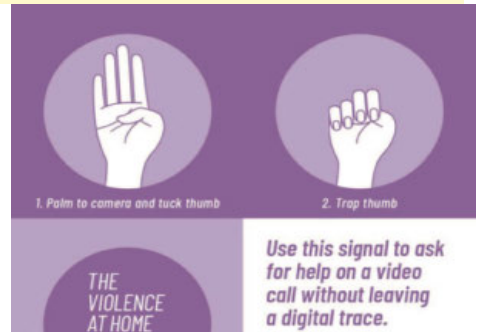 1. Palm to camera and tuck thumb
2. Trap thumb
THE
VIOLENCE
AT HOME
Use this signal to ask
for help on a video
call without leaving
a digital trace.